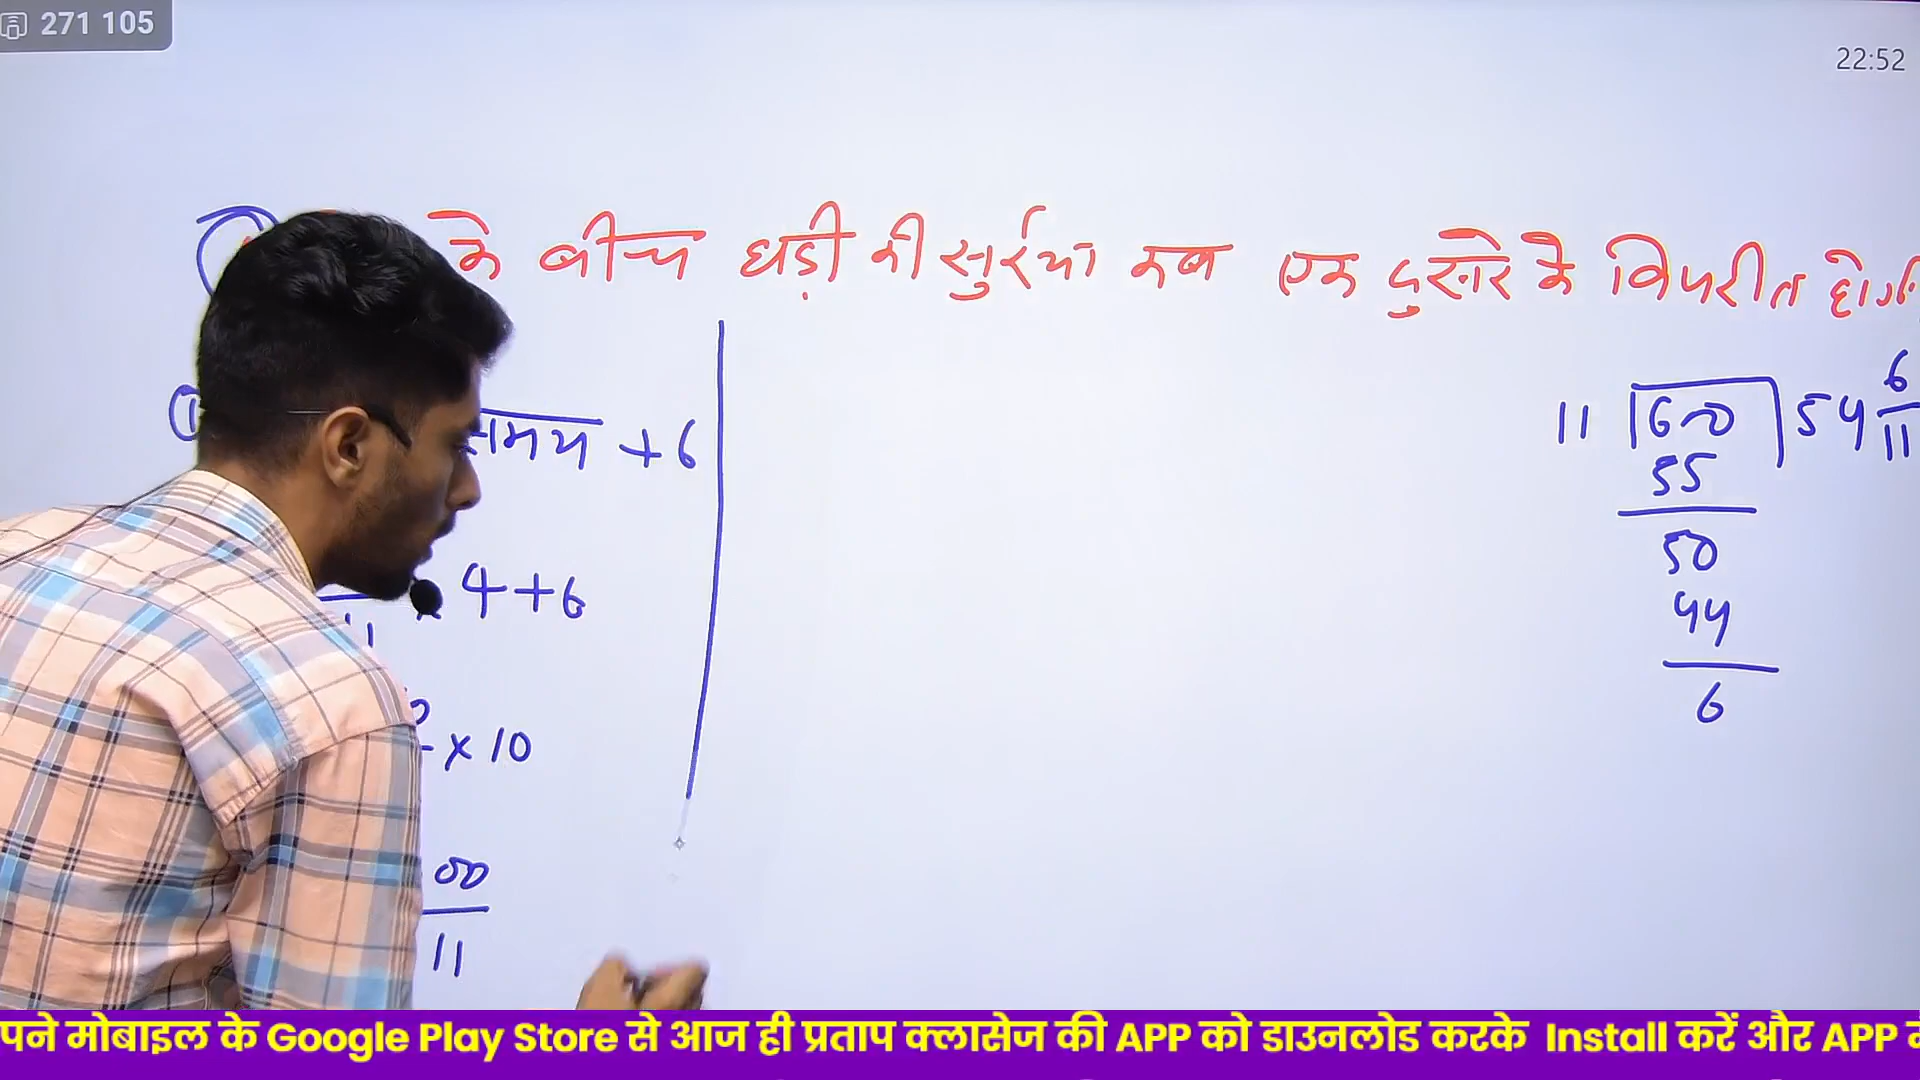 271 105
22:52
के बीच घड़ी की सुईया कब एक दुसरे के विपरीत
+ 6
4 + 6
11
x 10
00
11
11 600 54 6/11
55
50
44
6
पने मोबाइल के Google Play Store से आज ही प्रताप क्लासेज की APP को डाउनलोड करके Install करें और APP